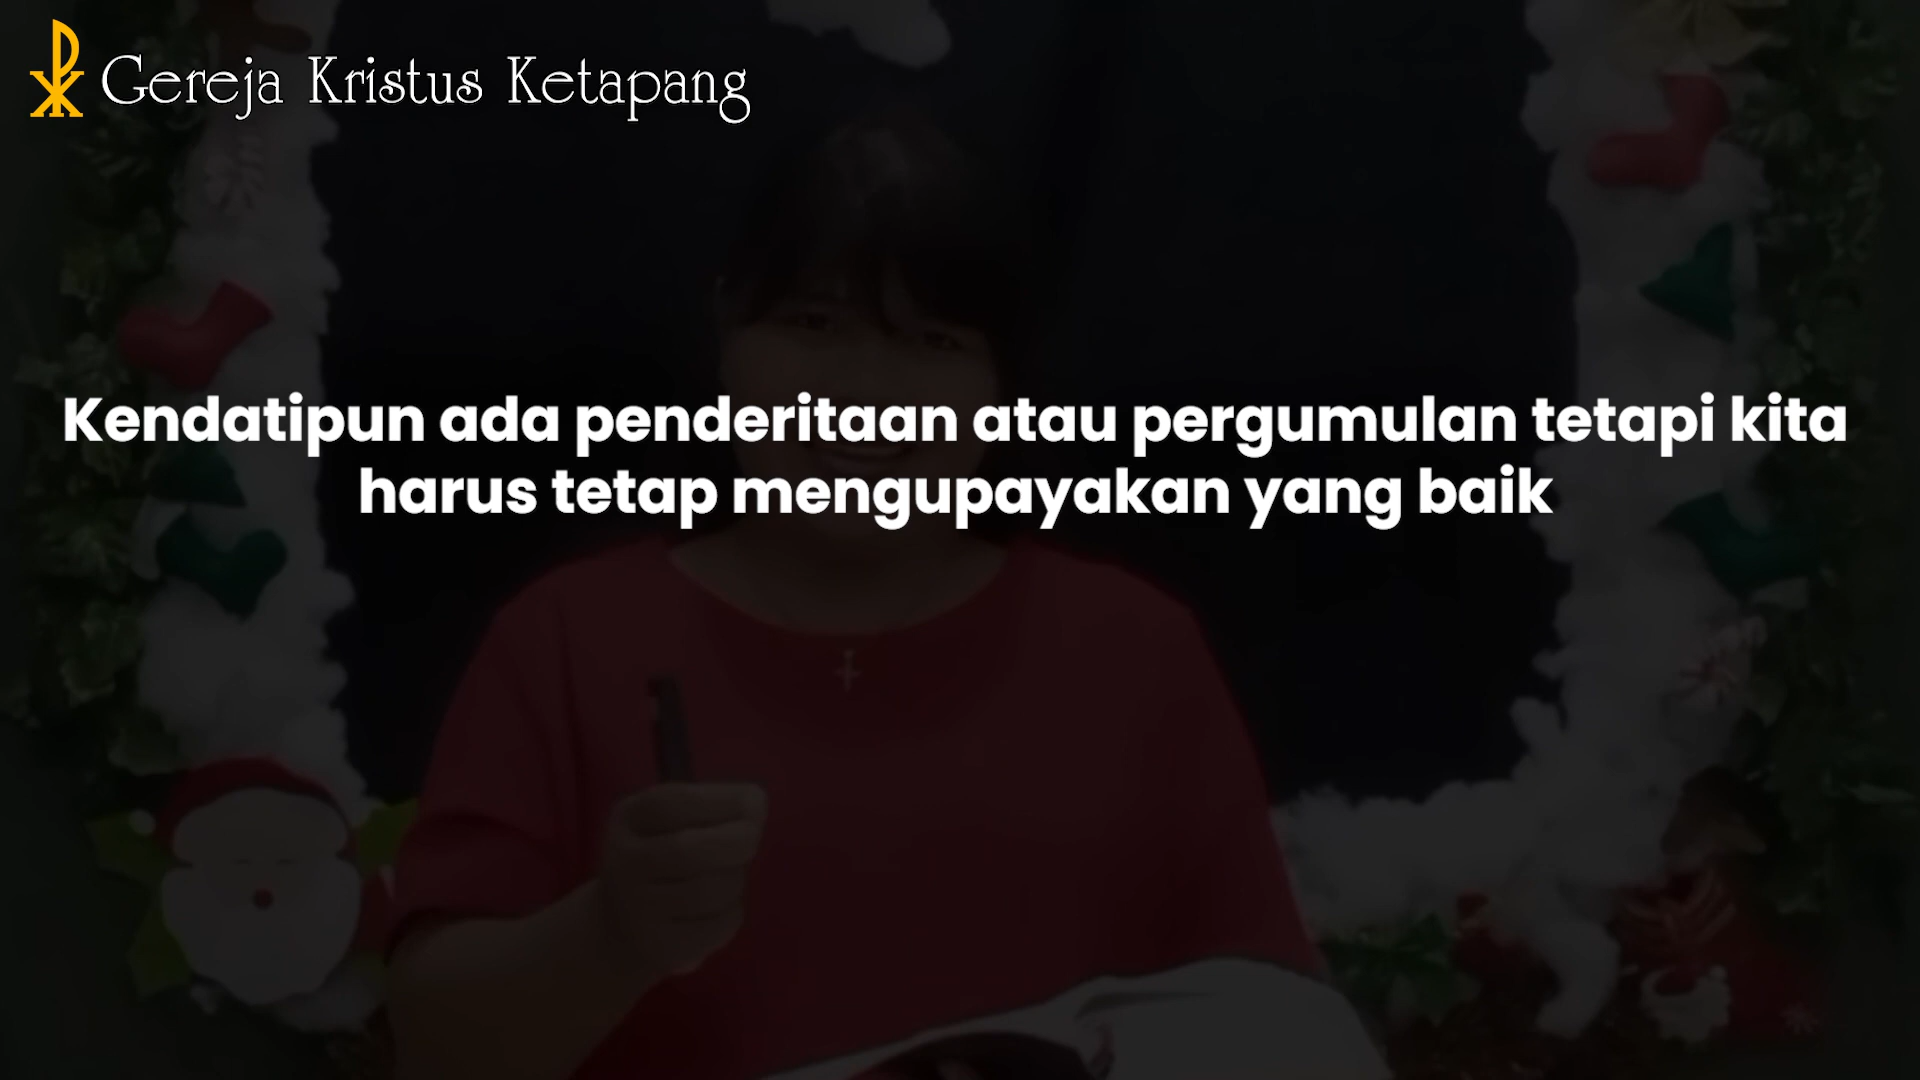 Gereja Kristus Ketapang
Kendatipun ada penderitaan atau pergumulan tetapi kita
harus tetap mengupayakan yang baik